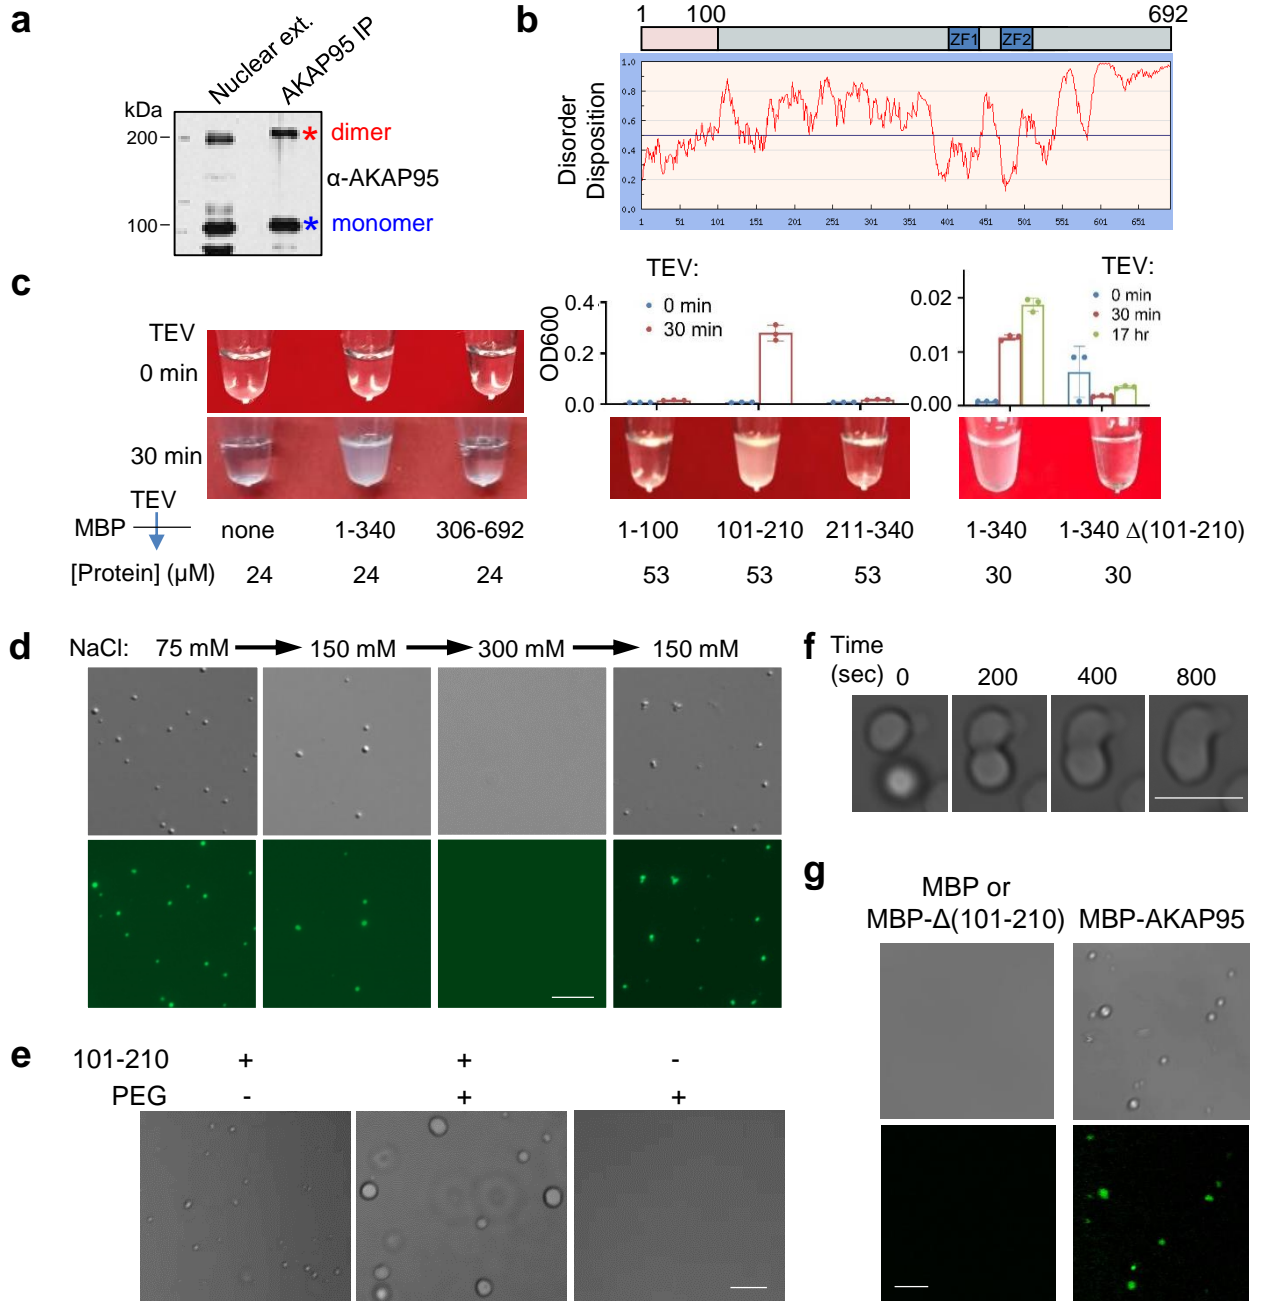 a
Nuclear ext.
AKAP95 IP
kDa
200
* dimer
α-AKAP95
100
* monomer
b
1 100 692
ZF1 ZF2
Disorder
Disposition
1.0
0.8
0.6
0.4
0.2
0.0
1 51 101 151 201 251 301 351 401 451 501 551 601 651
c
TEV
0 min
30 min
TEV
MBP none 1-340 306-692
[Protein] (µM) 24 24 24
TEV:
0 min
30 min
OD600
0.4
0.2
0.0
1-100 101-210 211-340
53 53 53
TEV:
0 min
30 min
17 hr
0.02
0.01
0.00
1-340 1-340 Δ(101-210)
30 30
d
NaCl: 75 mM 150 mM 300 mM 150 mM
e
101-210 + + -
PEG - + +
f
Time
(sec) 0 200 400 800
g
MBP or
MBP-Δ(101-210) MBP-AKAP95